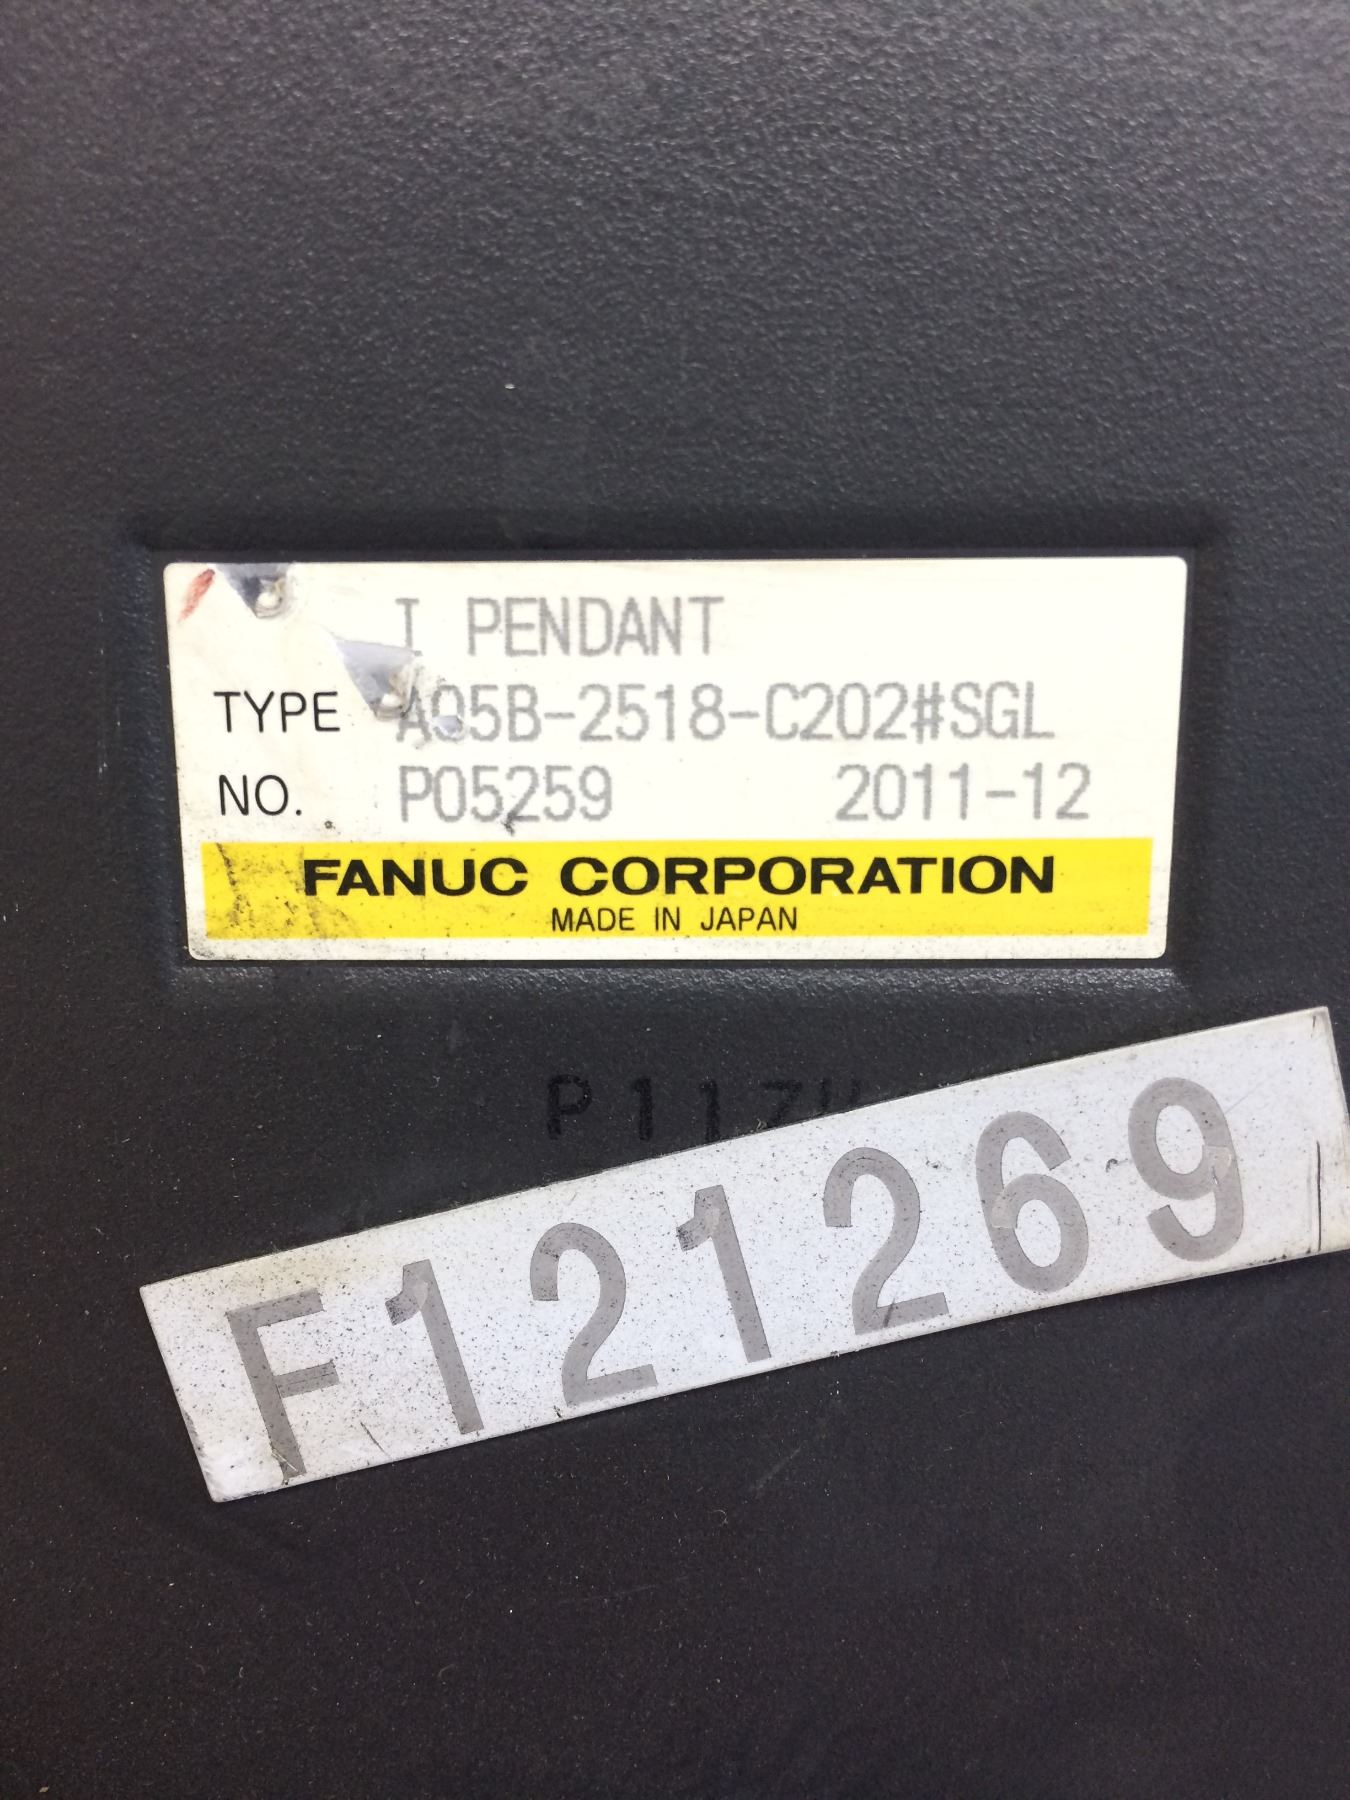 I PENDANT
TYPE A05B-2518-C202#SGL
NO. P05259 2011-12
FANUC CORPORATION
MADE IN JAPAN
F121269